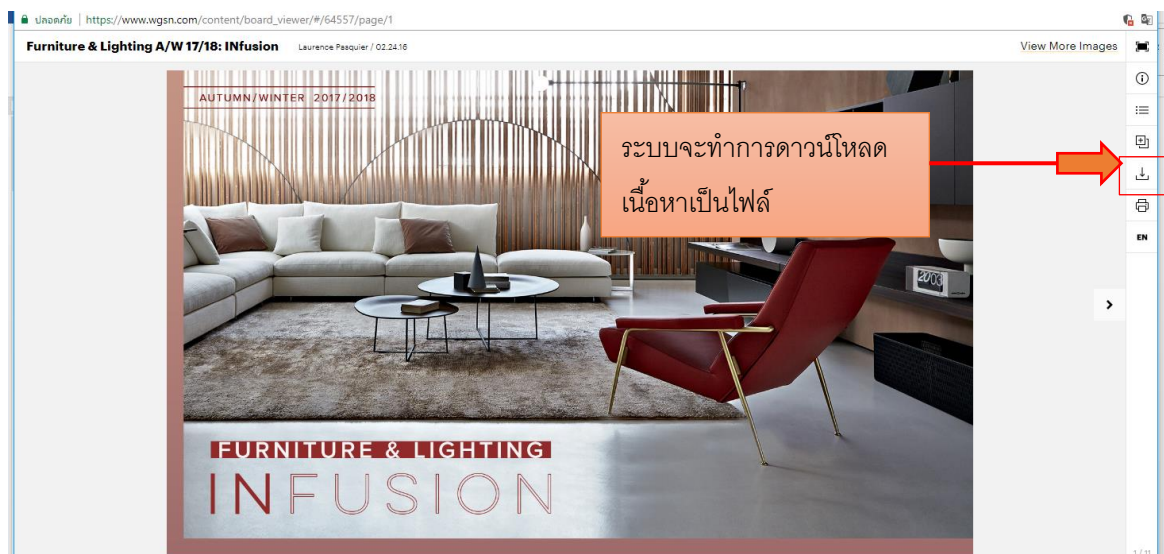 ปลอดภัย | https://www.wgsn.com/content/board_viewer/#/64557/page/1
Furniture & Lighting A/W 17/18: INfusion Laurence Pasquier / 02.24.16 View More Images
AUTUMN/WINTER 2017/2018
ระบบจะทำการดาวน์โหลด
เนื้อหาเป็นไฟล์
EN
2003
FURNITURE & LIGHTING
INFUSION
1 / 11